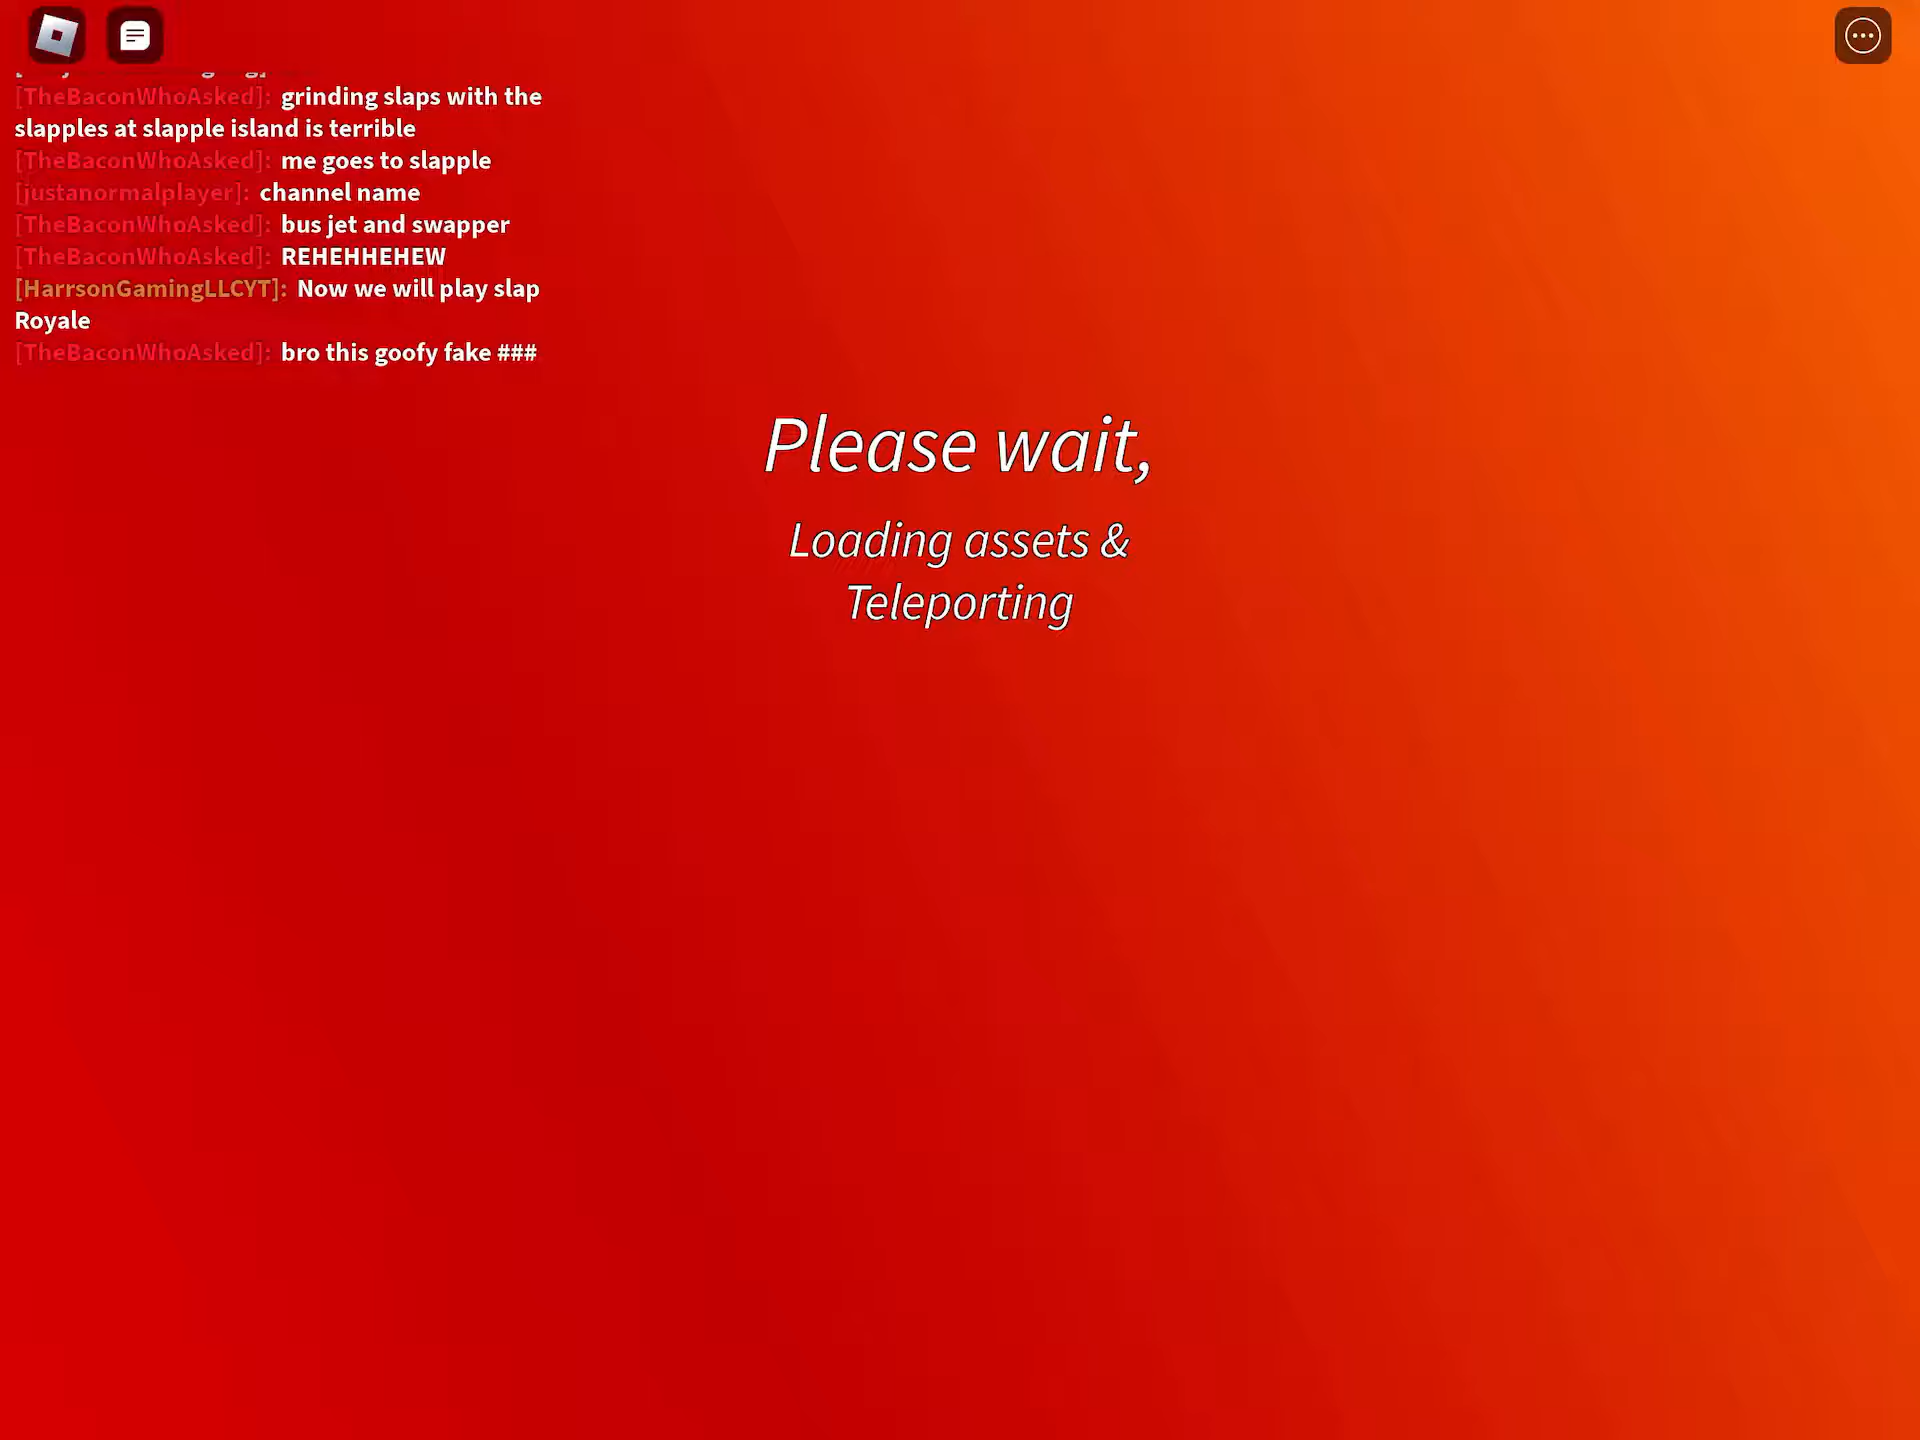 [TheBaconWhoAsked]: grinding slaps with the
slapples at slapple island is terrible
[TheBaconWhoAsked]: me goes to slapple
[justanormalplayer]: channel name
[TheBaconWhoAsked]: bus jet and swapper
[TheBaconWhoAsked]: REHEHHEHEW
[HarrsonGamingLLCYT]: Now we will play slap
Royale
[TheBaconWhoAsked]: bro this goofy fake ###
Please wait,
Loading assets &
Teleporting